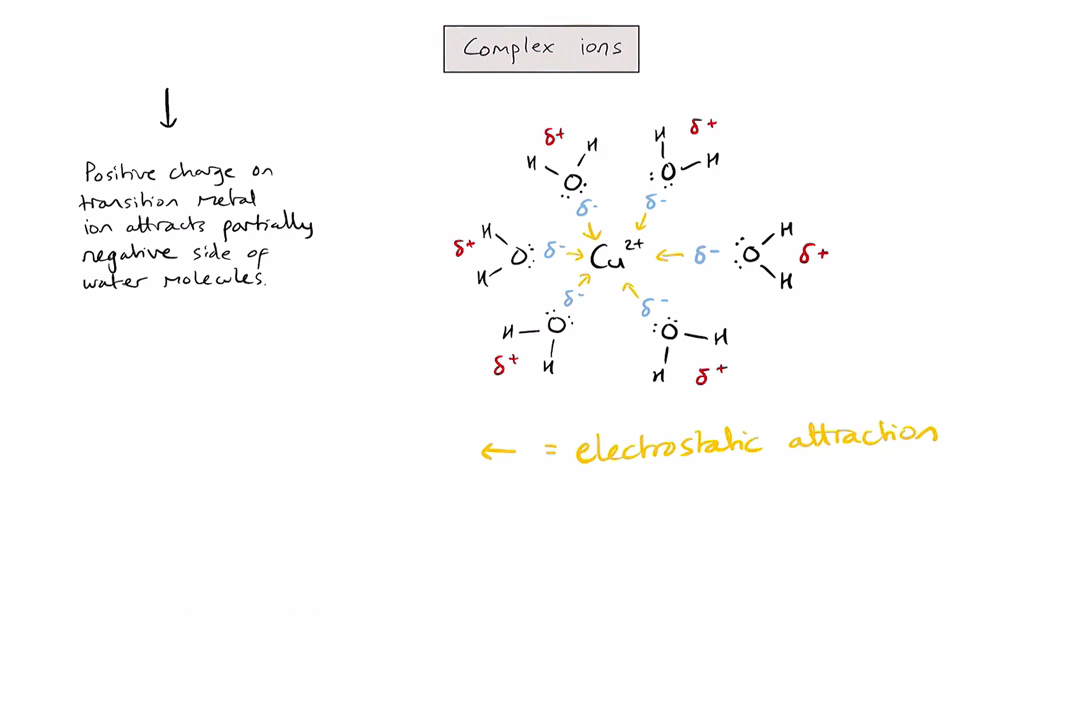 Complex ions
Positive charge on
transition metal
ion attracts partially
negative side of
water molecules.
δ+ H H δ+
H H
O O
δ- δ-
H δ+ O δ- Cu2+ δ- O H δ+
H H
δ- δ-
H O O H
δ+ H H δ+
← = electrostatic attraction